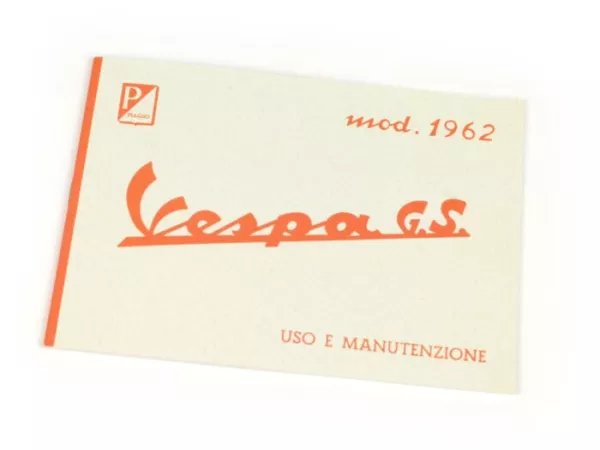 P
PIAGGIO
mod. 1962
Vespa G.S.
USO E MANUTENZIONE